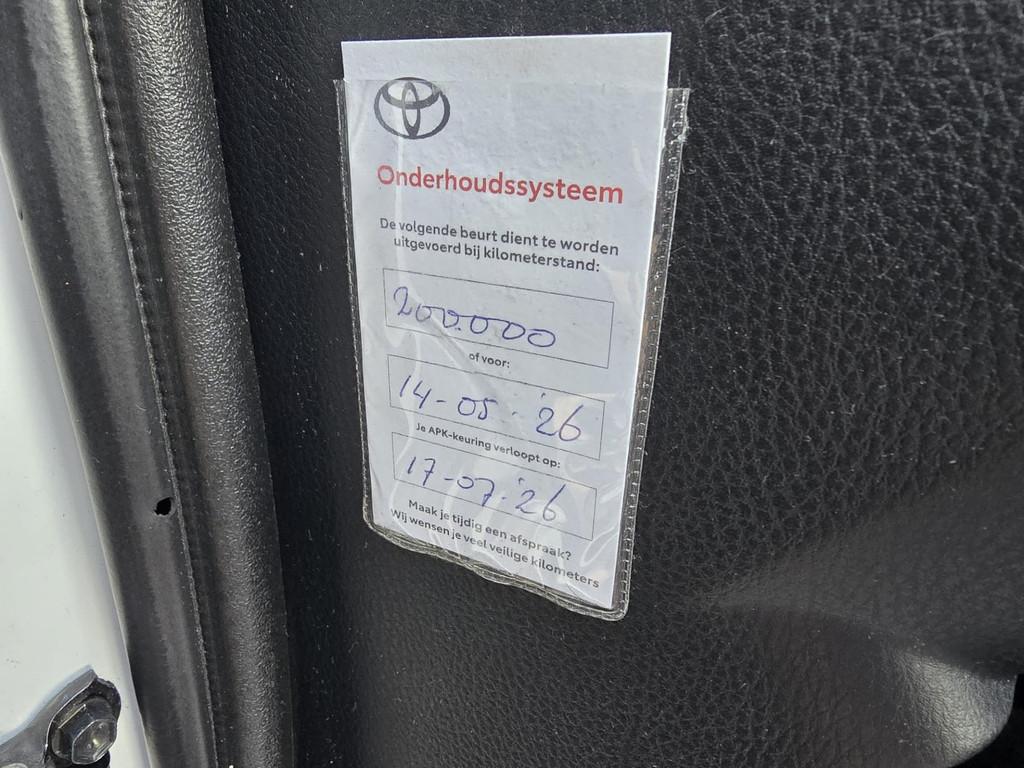 Onderhoudssysteem
De volgende beurt dient te worden
uitgevoerd bij kilometerstand:
200.000
of voor:
14-05-'26
Je APK-keuring verloopt op:
17-07-'26
Maak je tijdig een afspraak?
Wij wensen je veel veilige kilometers